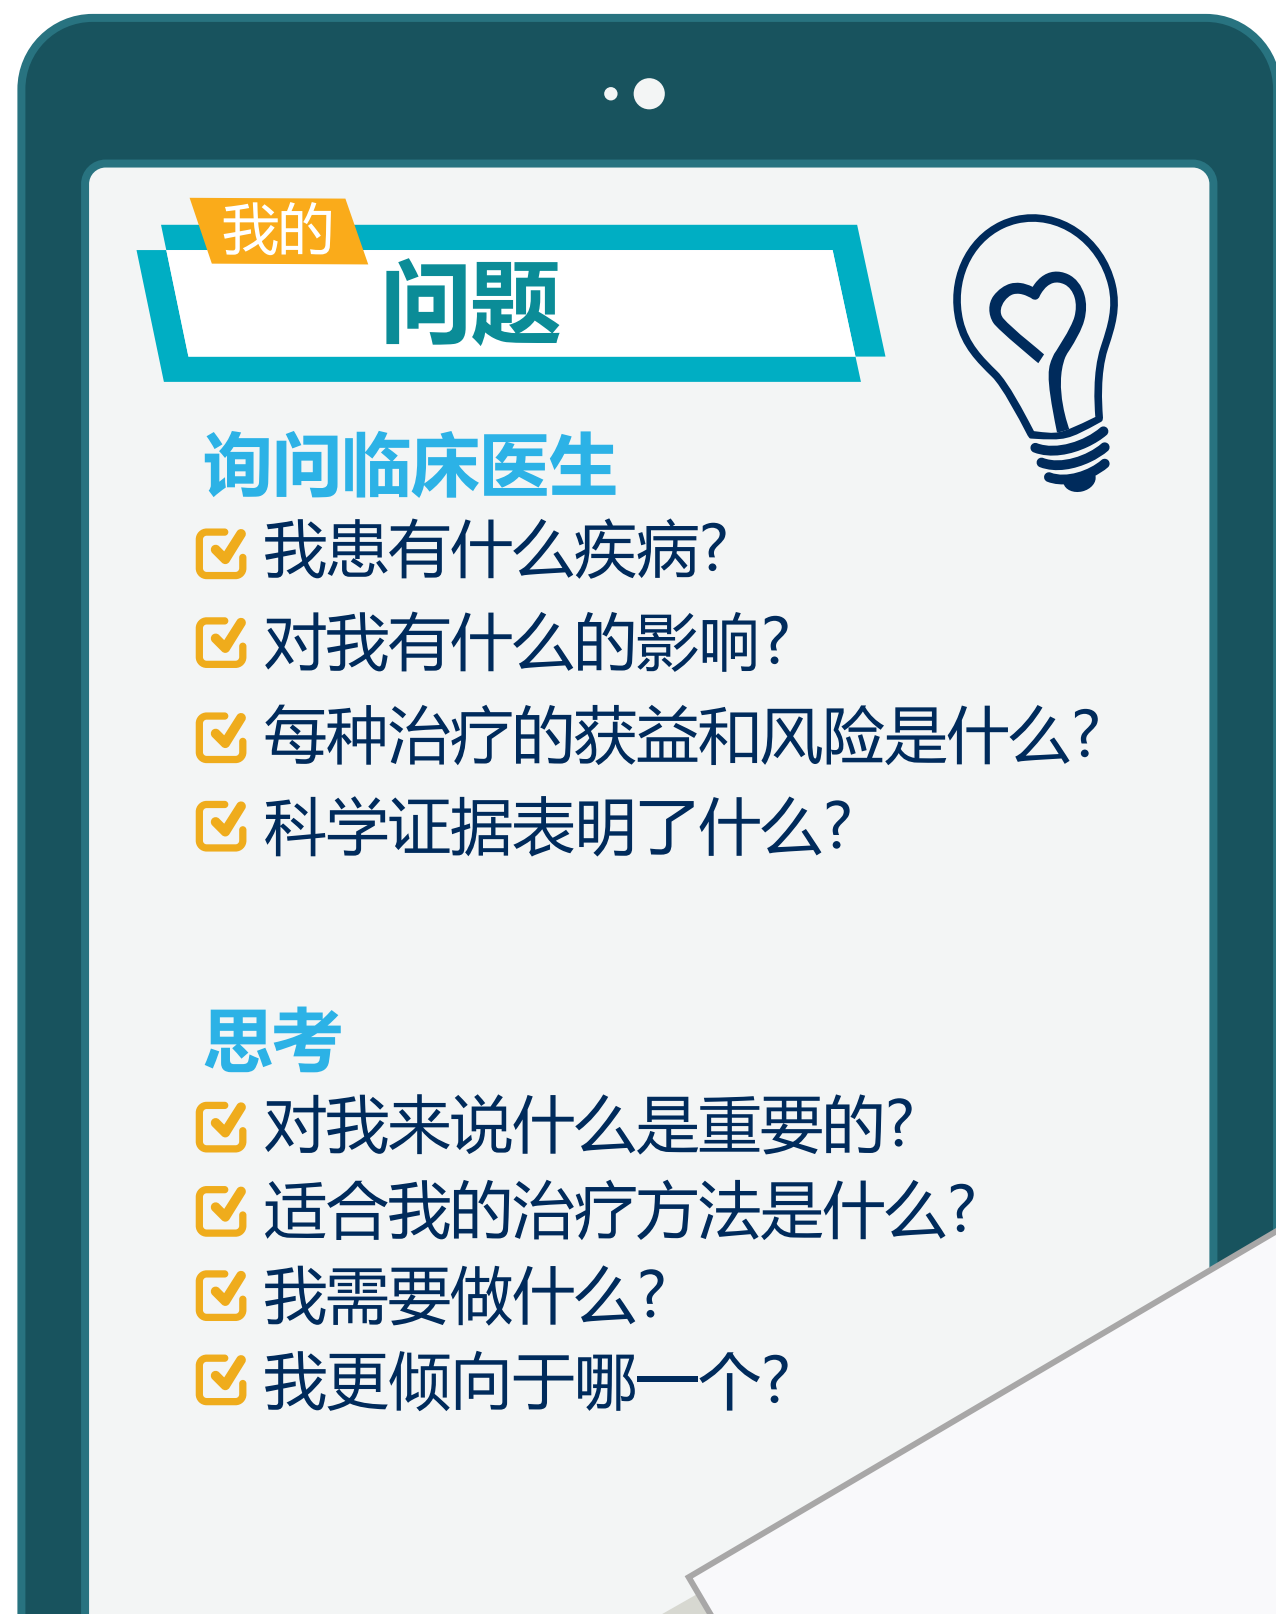 我的
问题
询问临床医生
我患有什么疾病?
对我有什么的影响?
每种治疗的获益和风险是什么?
科学证据表明了什么?
思考
对我来说什么是重要的?
适合我的治疗方法是什么?
我需要做什么?
我更倾向于哪一个?